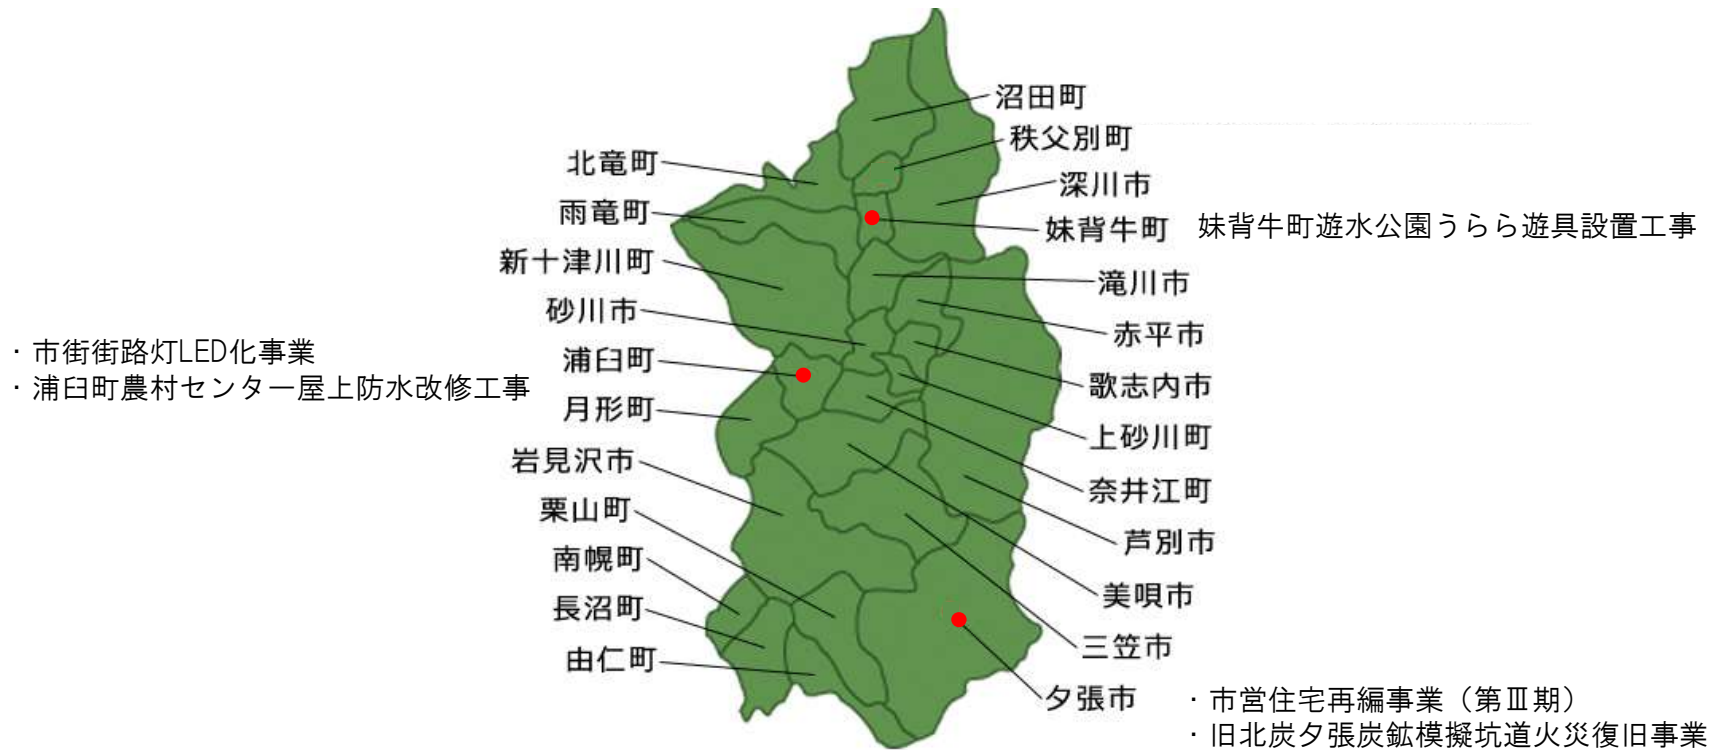 沼田町
秩父別町
北竜町
深川市
雨竜町
妹背牛町 妹背牛町遊水公園うらら遊具設置工事
新十津川町
滝川市
砂川市
赤平市
・市街街路灯LED化事業
浦臼町
・浦臼町農村センター屋上防水改修工事
歌志内市
月形町
上砂川町
岩見沢市
奈井江町
栗山町
芦別市
南幌町
美唄市
長沼町
三笠市
由仁町
夕張市
・市営住宅再編事業（第Ⅲ期）
・旧北炭夕張炭鉱模擬坑道火災復旧事業